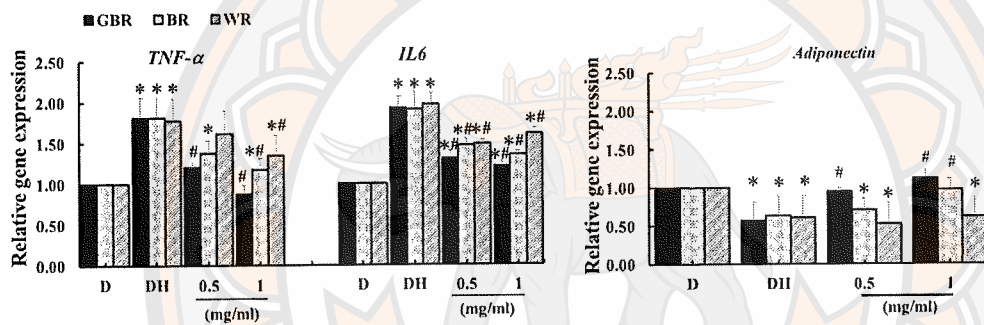 ■ GBR □ BR ▨ WR
TNF-α IL6
Relative gene expression
2.50
2.00
1.50
1.00
0.50
0.00
* * *
# * #
*# *#
* * *
*# *# *#
*# *# *#
D DH 0.5 1 D DH 0.5 1
(mg/ml) (mg/ml)
Adiponectin
Relative gene expression
2.50
2.00
1.50
1.00
0.50
0.00
* * * # * * # # *
D DH 0.5 1
(mg/ml)